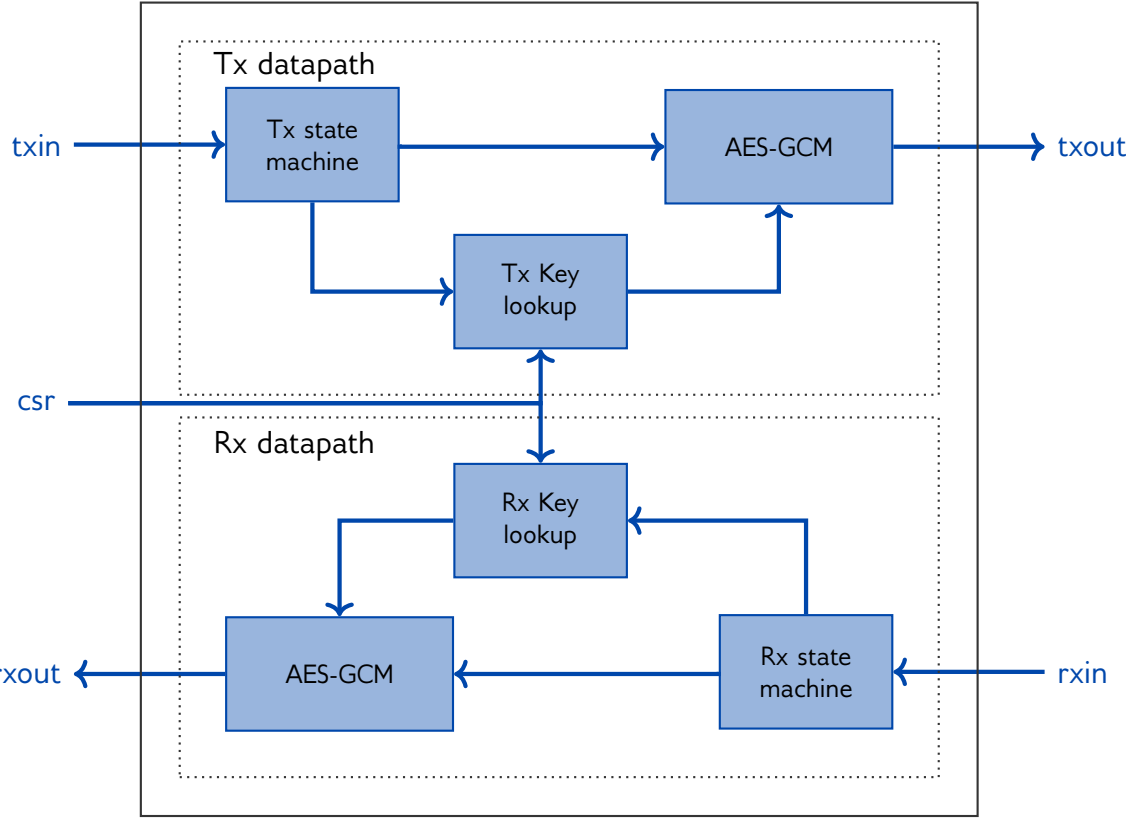 Tx datapath
Tx state
machine
AES-GCM
txin
txout
Tx Key
lookup
csr
Rx datapath
Rx Key
lookup
AES-GCM
Rx state
machine
rxout
rxin